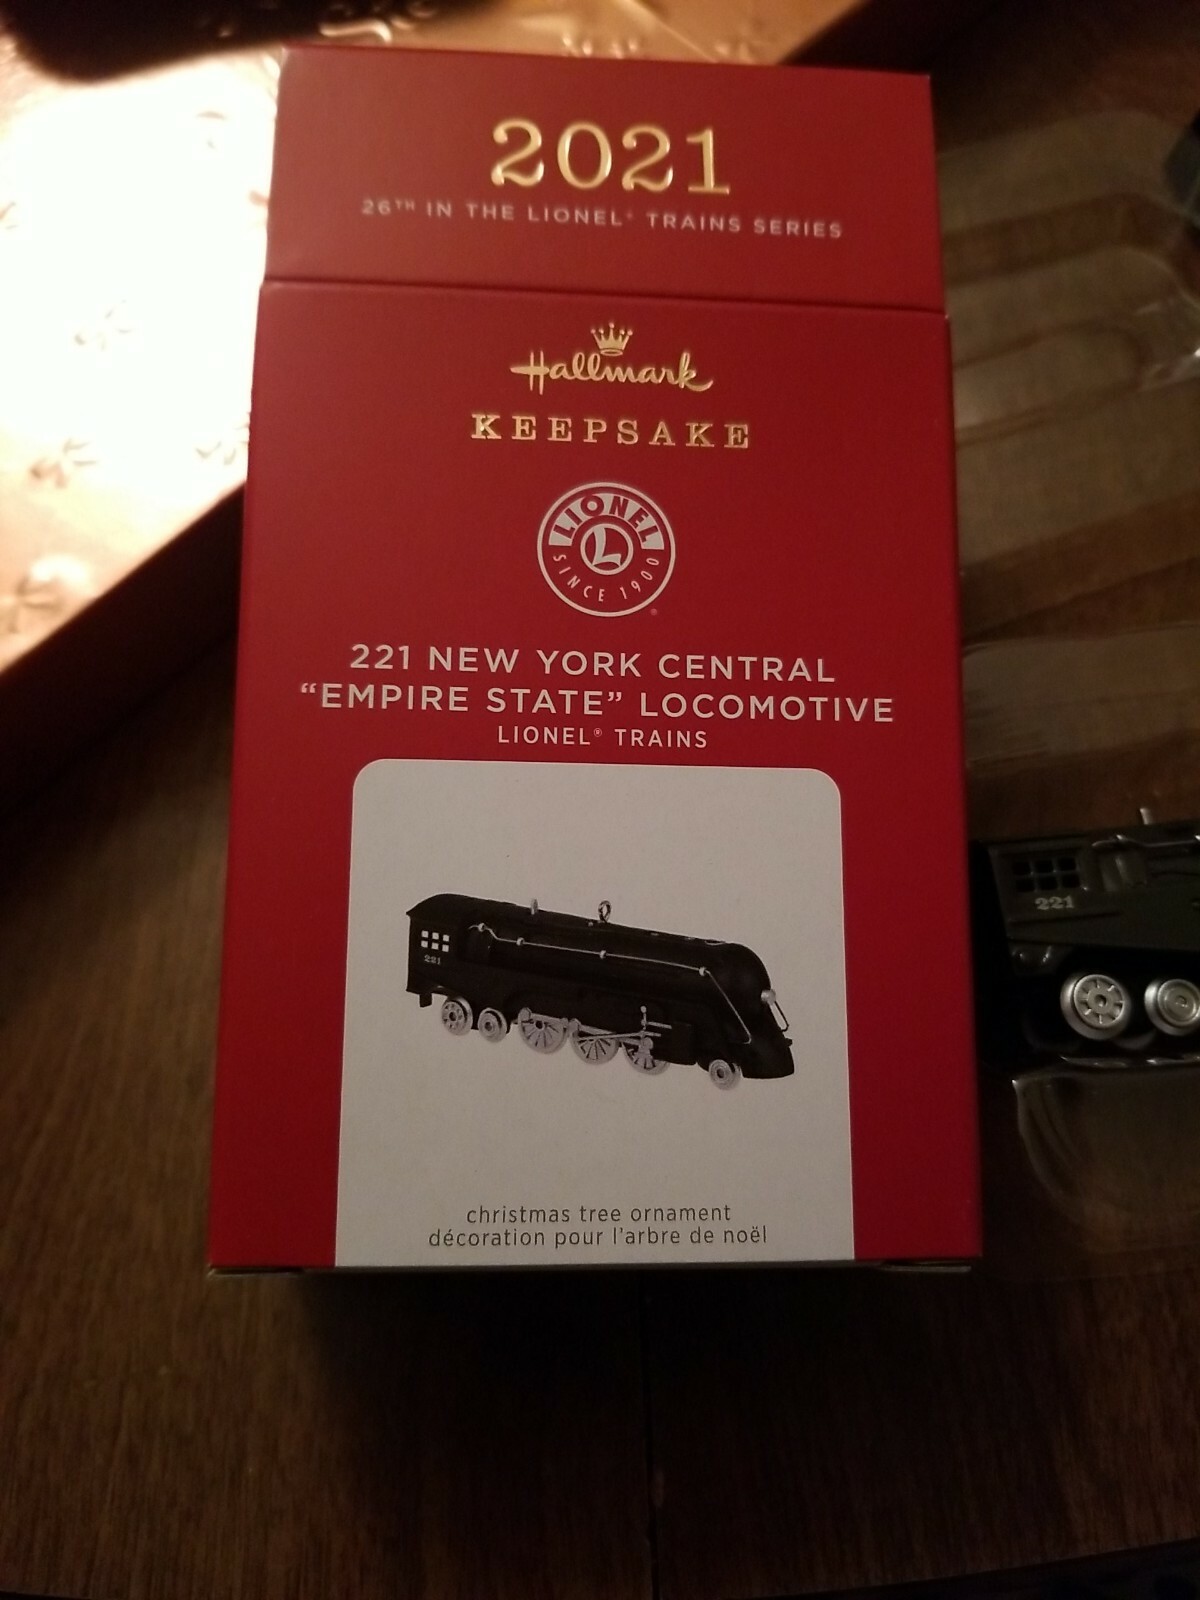 2021
26TH IN THE LIONEL® TRAINS SERIES
Hallmark
KEEPSAKE
LIONEL
L
SINCE 1900
®
221 NEW YORK CENTRAL
“EMPIRE STATE” LOCOMOTIVE
LIONEL® TRAINS
221
221
christmas tree ornament
décoration pour l'arbre de noël